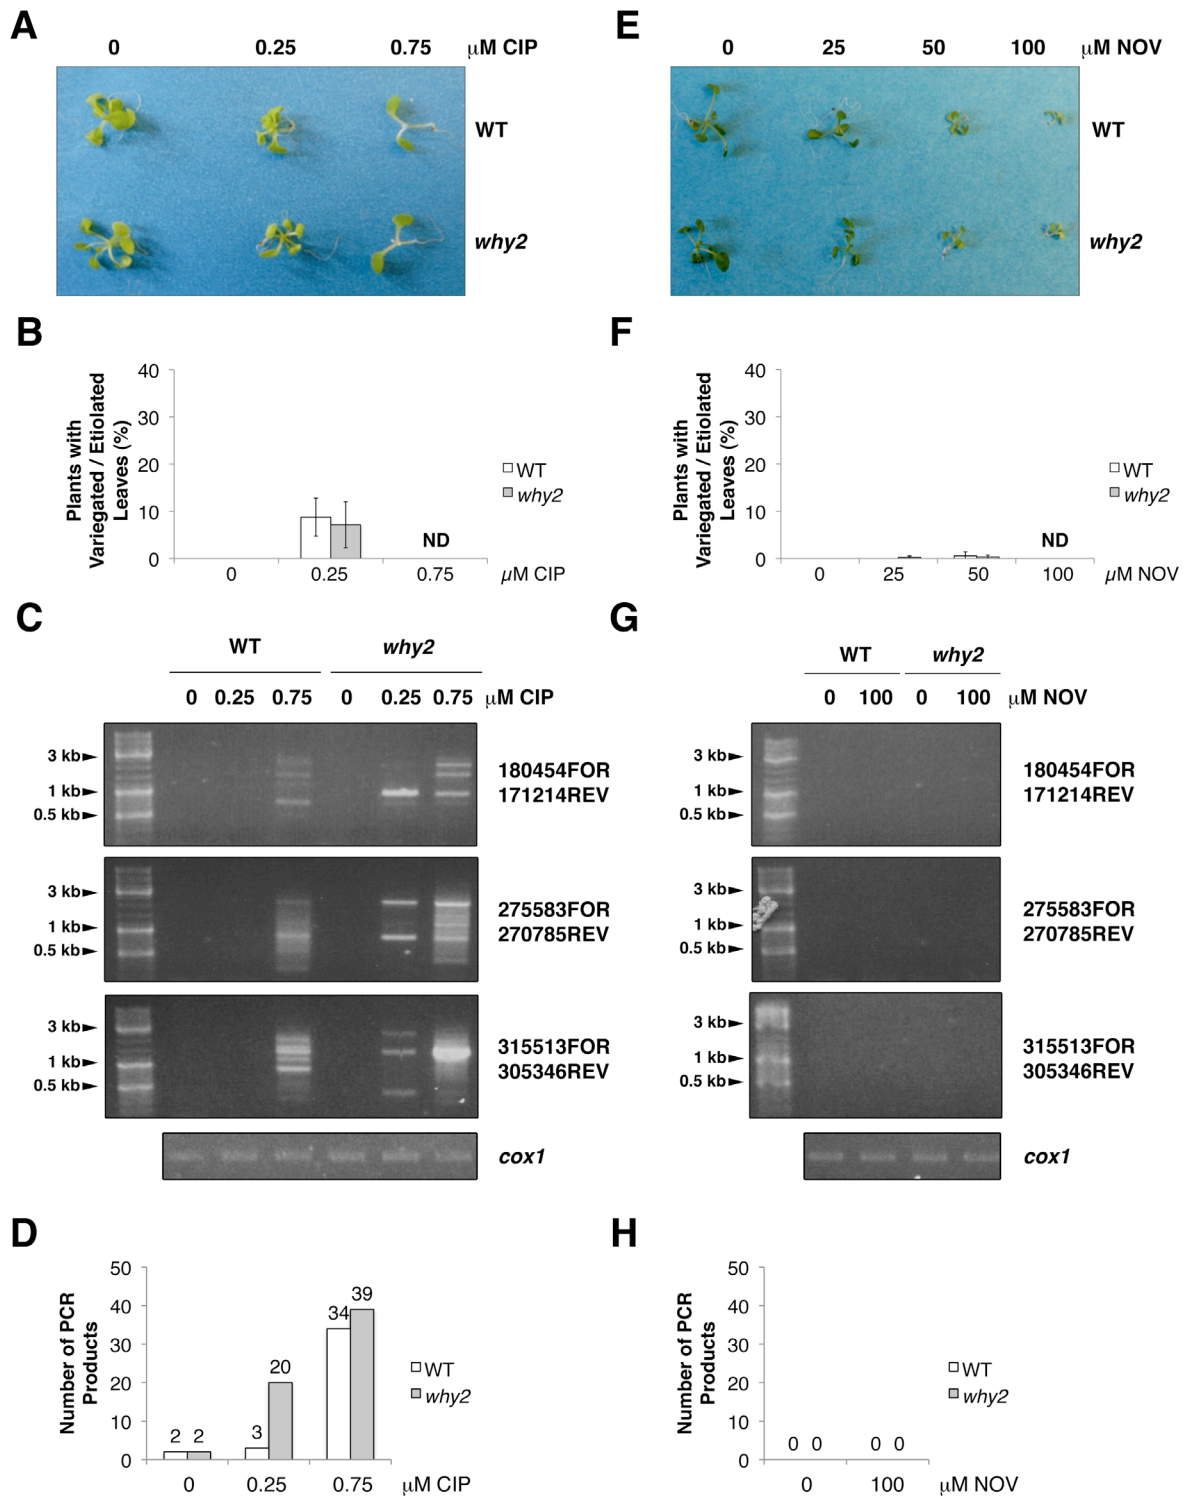 A
0 0.25 0.75 μM CIP
WT
why2
B
Plants with
Variegated / Etiolated
Leaves (%)
40
30
20
10
0
ND
WT
why2
0 0.25 0.75 μM CIP
C
WT why2
0 0.25 0.75 0 0.25 0.75 μM CIP
3 kb
1 kb
0.5 kb
180454FOR
171214REV
3 kb
1 kb
0.5 kb
275583FOR
270785REV
3 kb
1 kb
0.5 kb
315513FOR
305346REV
cox1
D
Number of PCR
Products
50
40
30
20
10
0
2 2 3 20 34 39
WT
why2
0 0.25 0.75 μM CIP
E
0 25 50 100 μM NOV
WT
why2
F
Plants with
Variegated / Etiolated
Leaves (%)
40
30
20
10
0
ND
WT
why2
0 25 50 100 μM NOV
G
WT why2
0 100 0 100 μM NOV
3 kb
1 kb
0.5 kb
180454FOR
171214REV
3 kb
1 kb
0.5 kb
275583FOR
270785REV
3 kb
1 kb
0.5 kb
315513FOR
305346REV
cox1
H
Number of PCR
Products
50
40
30
20
10
0
0 0 0 0
WT
why2
0 100 μM NOV